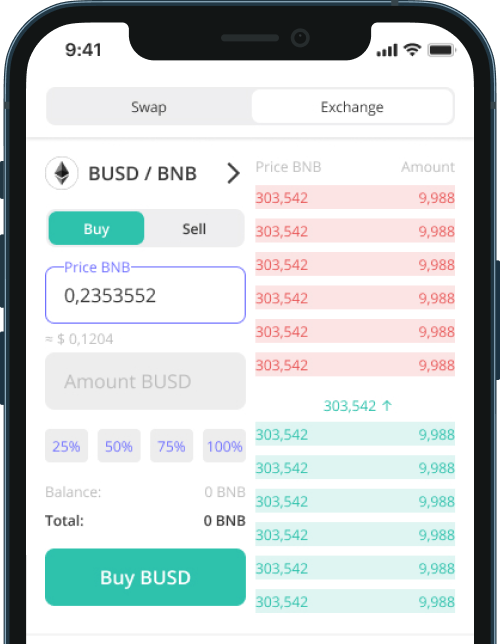 9:41
Swap Exchange
BUSD / BNB
Buy Sell
Price BNB
0,2353552
= $ 0,1204
Amount BUSD
25% 50% 75% 100%
Balance: 0 BNB
Total: 0 BNB
Buy BUSD
Price BNB Amount
303,542 9,988
303,542 9,988
303,542 9,988
303,542 9,988
303,542 9,988
303,542 9,988
303,542 ↑
303,542 9,988
303,542 9,988
303,542 9,988
303,542 9,988
303,542 9,988
303,542 9,988